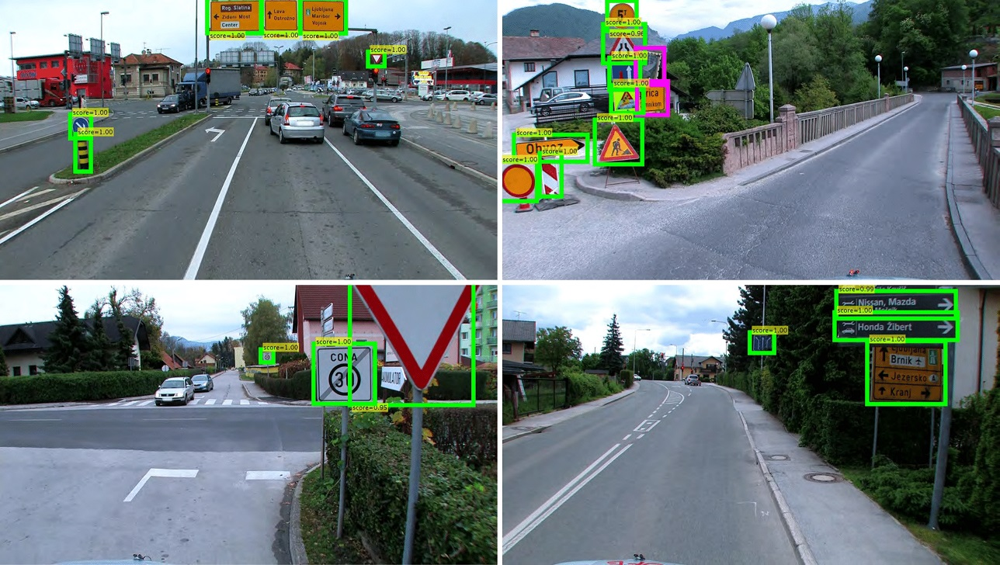 Rog. Slatina
Zidani Most
Center
Lava
Ostrožno
Ljubljana
Maribor
Vojnik
score=1.00
score=1.00
score=1.00
score=1.00
score=1.00
score=1.00
5t
score=1.00
score=0.96
score=1.00
rica
score=1.00
score=1.00
score=1.00
Obvoz
score=1.00
score=1.00
score=1.00
score=1.00
CONA
30
score=0.95
score=0.99
Nissan, Mazda
score=1.00
Honda Žibert
score=1.00
score=1.00
Ljubljana
Brnik
Jezersko
Kranj